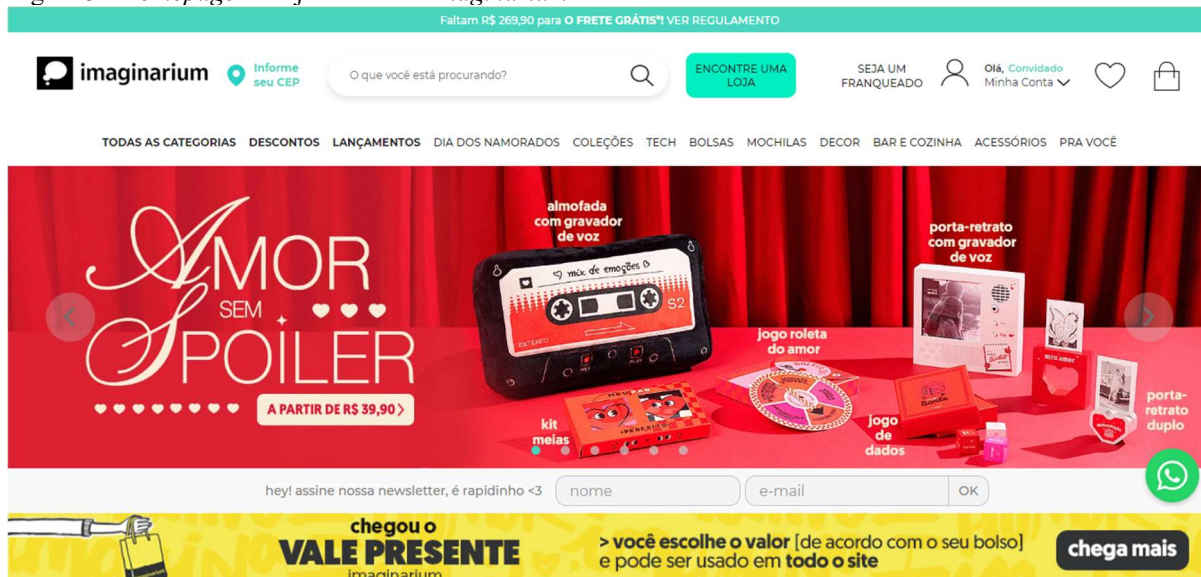 Faltam R$ 269,90 para O FRETE GRÁTIS*! VER REGULAMENTO
imaginarium
Informe
seu CEP
O que você está procurando?
ENCONTRE UMA
LOJA
SEJA UM
FRANQUEADO
Olá, Convidado
Minha Conta
TODAS AS CATEGORIAS DESCONTOS LANÇAMENTOS DIA DOS NAMORADOS COLEÇÕES TECH BOLSAS MOCHILAS DECOR BAR E COZINHA ACESSÓRIOS PRA VOCÊ
AMOR
SEM
SPOILER
A PARTIR DE R$ 39,90 >
almofada
com gravador
de voz
mix de emoções
S2
porta-retrato
com gravador
de voz
jogo roleta
do amor
meu amor
kit
meias
jogo
de
dados
porta-
retrato
duplo
hey! assine nossa newsletter, é rapidinho <3
nome
e-mail
OK
chegou o
VALE PRESENTE
imaginarium
> você escolhe o valor [de acordo com o seu bolso]
e pode ser usado em todo o site
chega mais